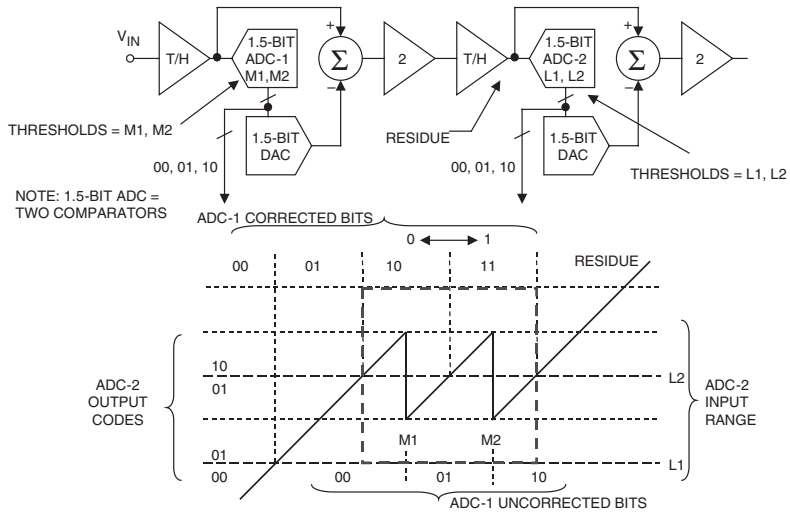 V_IN
T/H
1.5-BIT
ADC-1
M1,M2
+
Σ
−
2
T/H
1.5-BIT
ADC-2
L1, L2
+
Σ
−
2
THRESHOLDS = M1, M2
1.5-BIT
DAC
RESIDUE
1.5-BIT
DAC
00, 01, 10
00, 01, 10
THRESHOLDS = L1, L2
NOTE: 1.5-BIT ADC =
TWO COMPARATORS
ADC-1 CORRECTED BITS
0
1
00
01
10
11
RESIDUE
ADC-2
OUTPUT
CODES
10
01
L2
ADC-2
INPUT
RANGE
M1
M2
01
00
L1
00
01
10
ADC-1 UNCORRECTED BITS